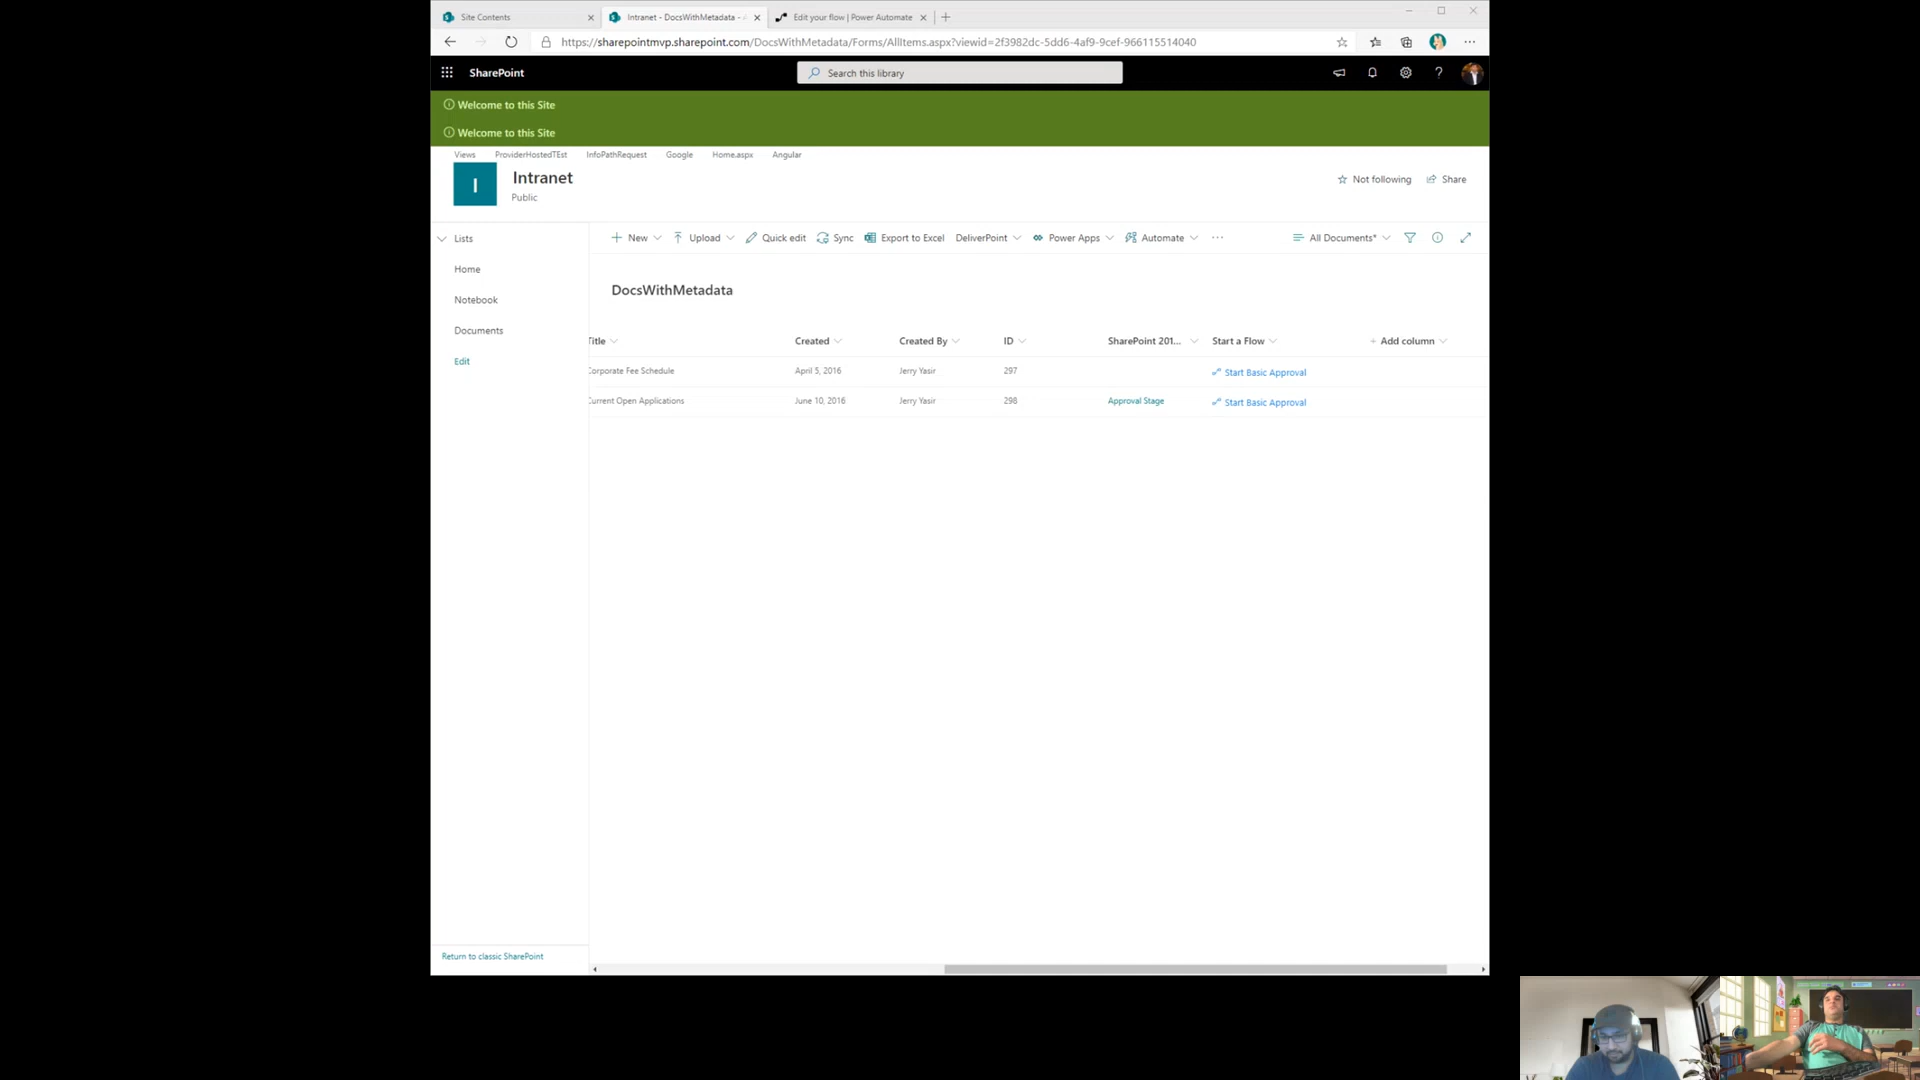 Site Contents
Intranet - DocsWithMetadata - A
Edit your flow | Power Automate
https://sharepointmvp.sharepoint.com/DocsWithMetadata/Forms/AllItems.aspx?viewid=2f3982dc-5dd6-4af9-9cef-966115514040
SharePoint
Search this library
Welcome to this Site
Welcome to this Site
Views ProviderHostedTEst InfoPathRequest Google Home.aspx Angular
I
Intranet
Public
Not following Share
Lists
Home
Notebook
Documents
Edit
Return to classic SharePoint
New Upload Quick edit Sync Export to Excel DeliverPoint Power Apps Automate ··· All Documents*
DocsWithMetadata
Title Created Created By ID SharePoint 201... Start a Flow + Add column
Corporate Fee Schedule April 5, 2016 Jerry Yasir 297 Start Basic Approval
Current Open Applications June 10, 2016 Jerry Yasir 298 Approval Stage Start Basic Approval